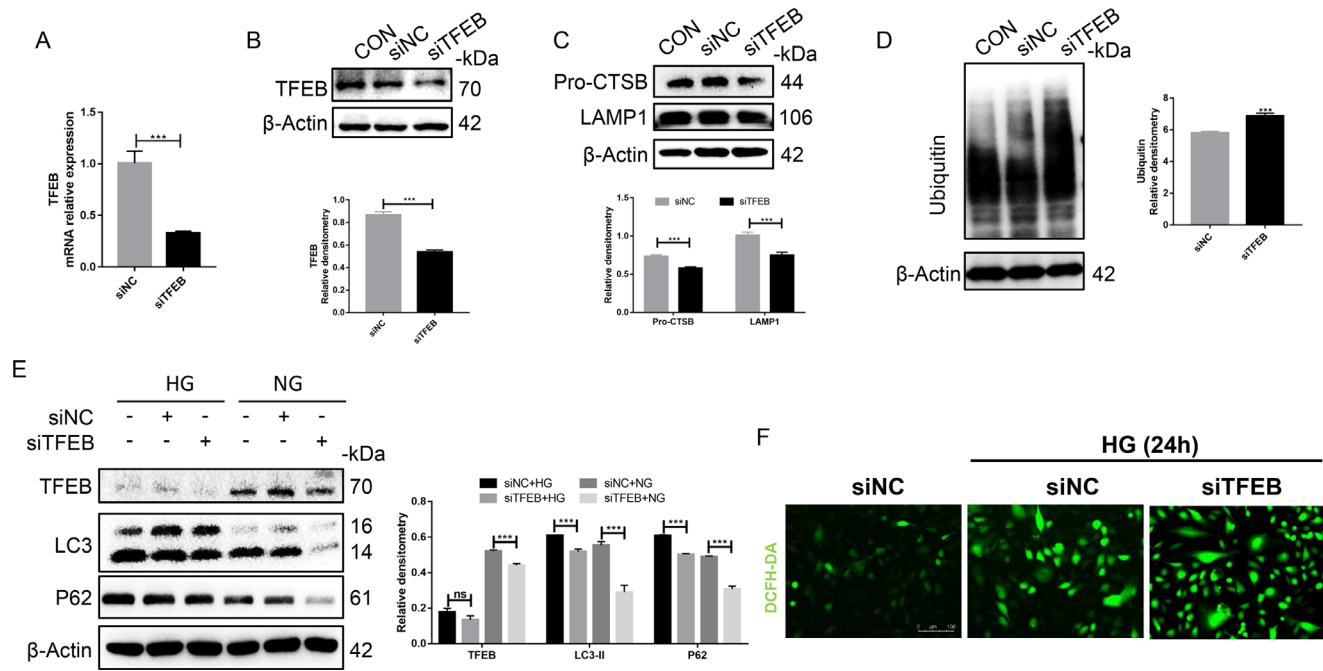 A
TFEB
mRNA relative expression
1.5
1.0
0.5
0.0
***
siNC
siTFEB
B
CON siNC siTFEB
-kDa
TFEB 70
β-Actin 42
TFEB
Relative densitometry
1.0
0.8
0.6
0.4
0.2
0.0
***
siNC
siTFEB
C
CON siNC siTFEB
-kDa
Pro-CTSB 44
LAMP1 106
β-Actin 42
siNC siTFEB
Relative densitometry
1.5
1.0
0.5
0.0
*** ***
Pro-CTSB LAMP1
D
CON siNC siTFEB
-kDa
Ubiquitin
β-Actin 42
Ubiquitin
Relative densitometry
8
6
4
2
0
***
siNC
siTFEB
E
HG NG
siNC - + - - + -
siTFEB - - + - - +
-kDa
TFEB 70
LC3 16
14
P62 61
β-Actin 42
siNC+HG siNC+NG
siTFEB+HG siTFEB+NG
Relative densitometry
0.8
0.6
0.4
0.2
0.0
ns *** *** *** *** ***
TFEB LC3-II P62
F
HG (24h)
siNC siNC siTFEB
DCFH-DA
0 µm 100